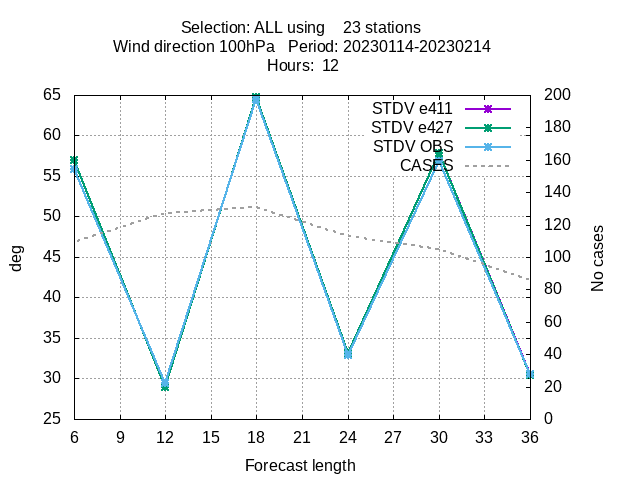 Selection: ALL using 23 stations
Wind direction 100hPa Period: 20230114-20230214
Hours: 12
65
60
55
50
45
40
35
30
25
200
180
160
140
120
100
80
60
40
20
0
STDV e411
STDV e427
STDV OBS
CASES
deg
No cases
6 9 12 15 18 21 24 27 30 33 36
Forecast length